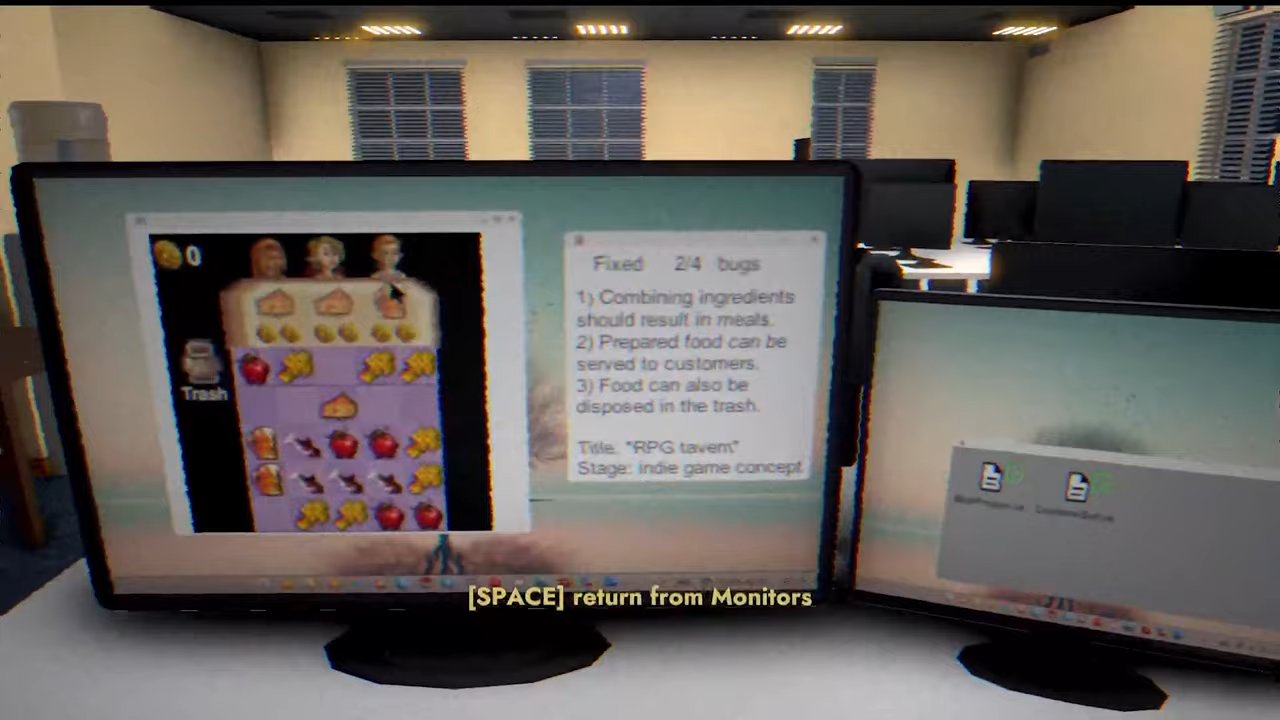 0
Trash
Fixed 2/4 bugs
1) Combining ingredients
should result in meals.
2) Prepared food can be
served to customers.
3) Food can also be
disposed in the trash.
Title: "RPG tavern"
Stage: indie game concept
[SPACE] return from Monitors